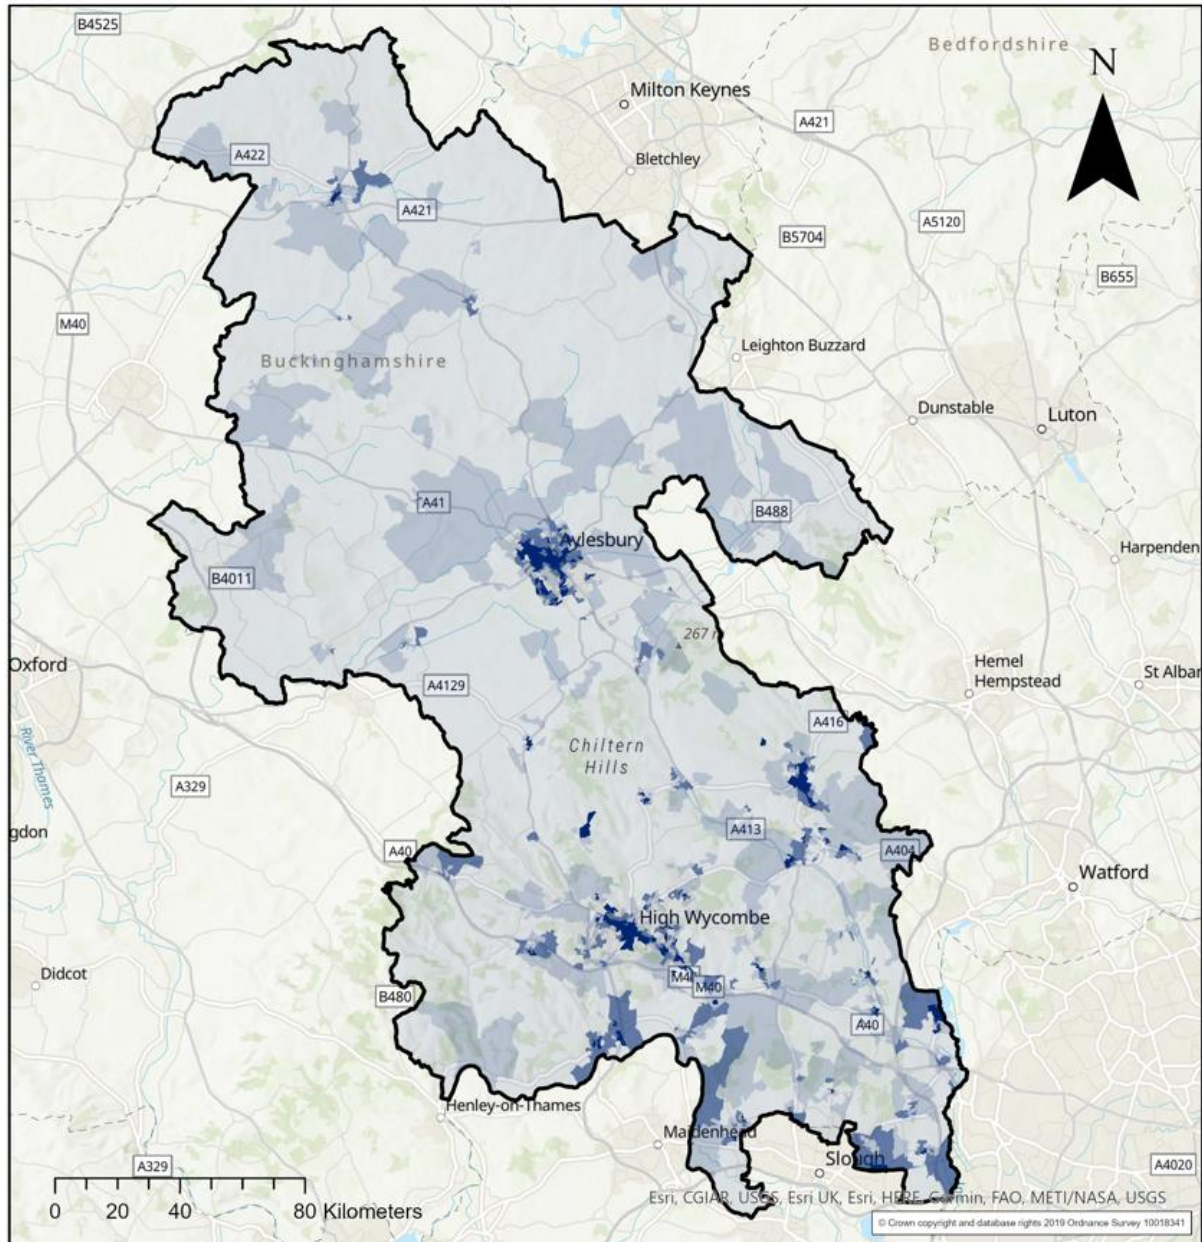 B4525
Bedfordshire
N
Milton Keynes
A421
Bletchley
A422
A421
A5120
B5704
B655
M40
Leighton Buzzard
Buckinghamshire
Dunstable
Luton
A41
B488
Aylesbury
Harpenden
B4011
267
Oxford
Hemel
Hempstead
St Alban
A4129
A416
Chiltern
Hills
River Thames
A329
gdon
A413
A40
A404
Watford
High Wycombe
Didcot
M40
B480
A40
Henley-on-Thames
Maidenhead
Slough
A329
A4020
0 20 40 80 Kilometers
Esri, CGIAR, USGS, Esri UK, Esri, HERE, Garmin, FAO, METI/NASA, USGS
© Crown copyright and database rights 2019 Ordnance Survey 10018341